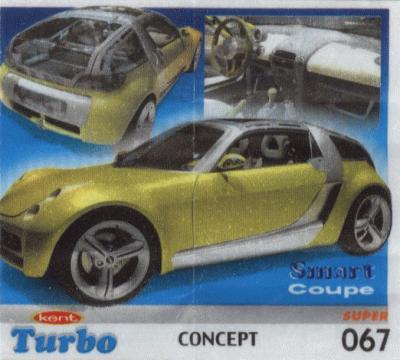 Smart
Coupe
SUPER
kent
Turbo
CONCEPT
067